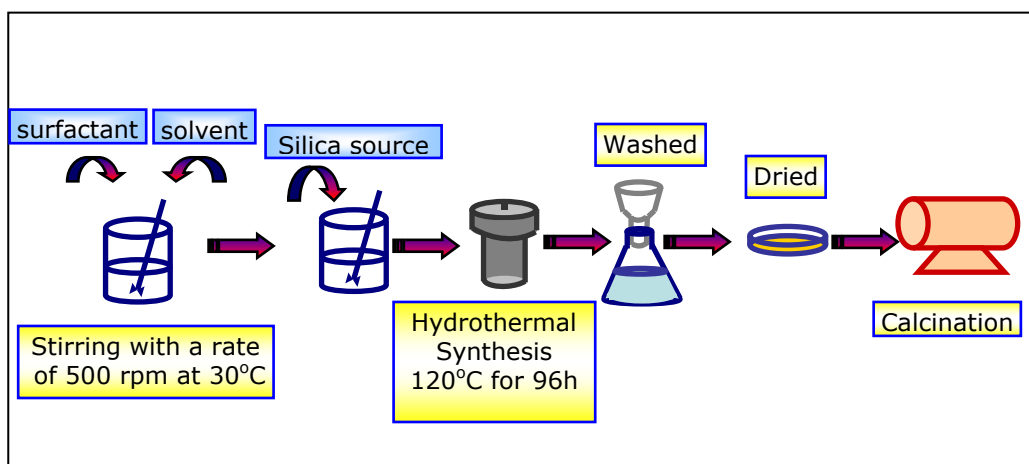 surfactant
solvent
Silica source
Washed
Dried
Stirring with a rate
of 500 rpm at 30°C
Hydrothermal
Synthesis
120°C for 96h
Calcination